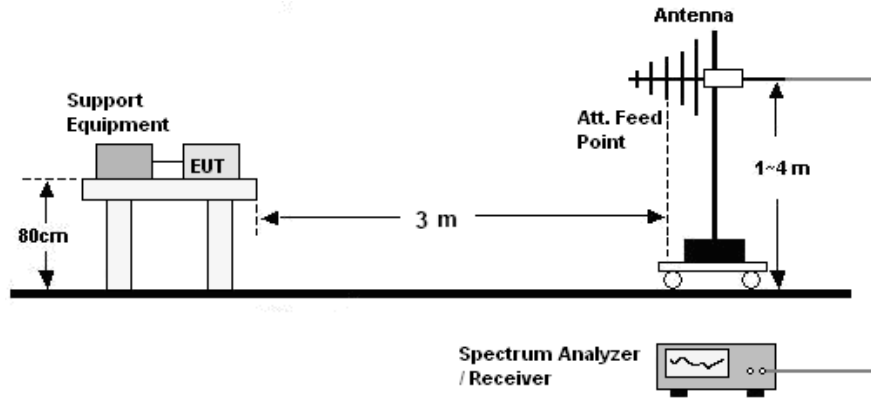 Antenna
Support
Equipment
EUT
Att. Feed
Point
1~4 m
80cm
3 m
Spectrum Analyzer
/ Receiver